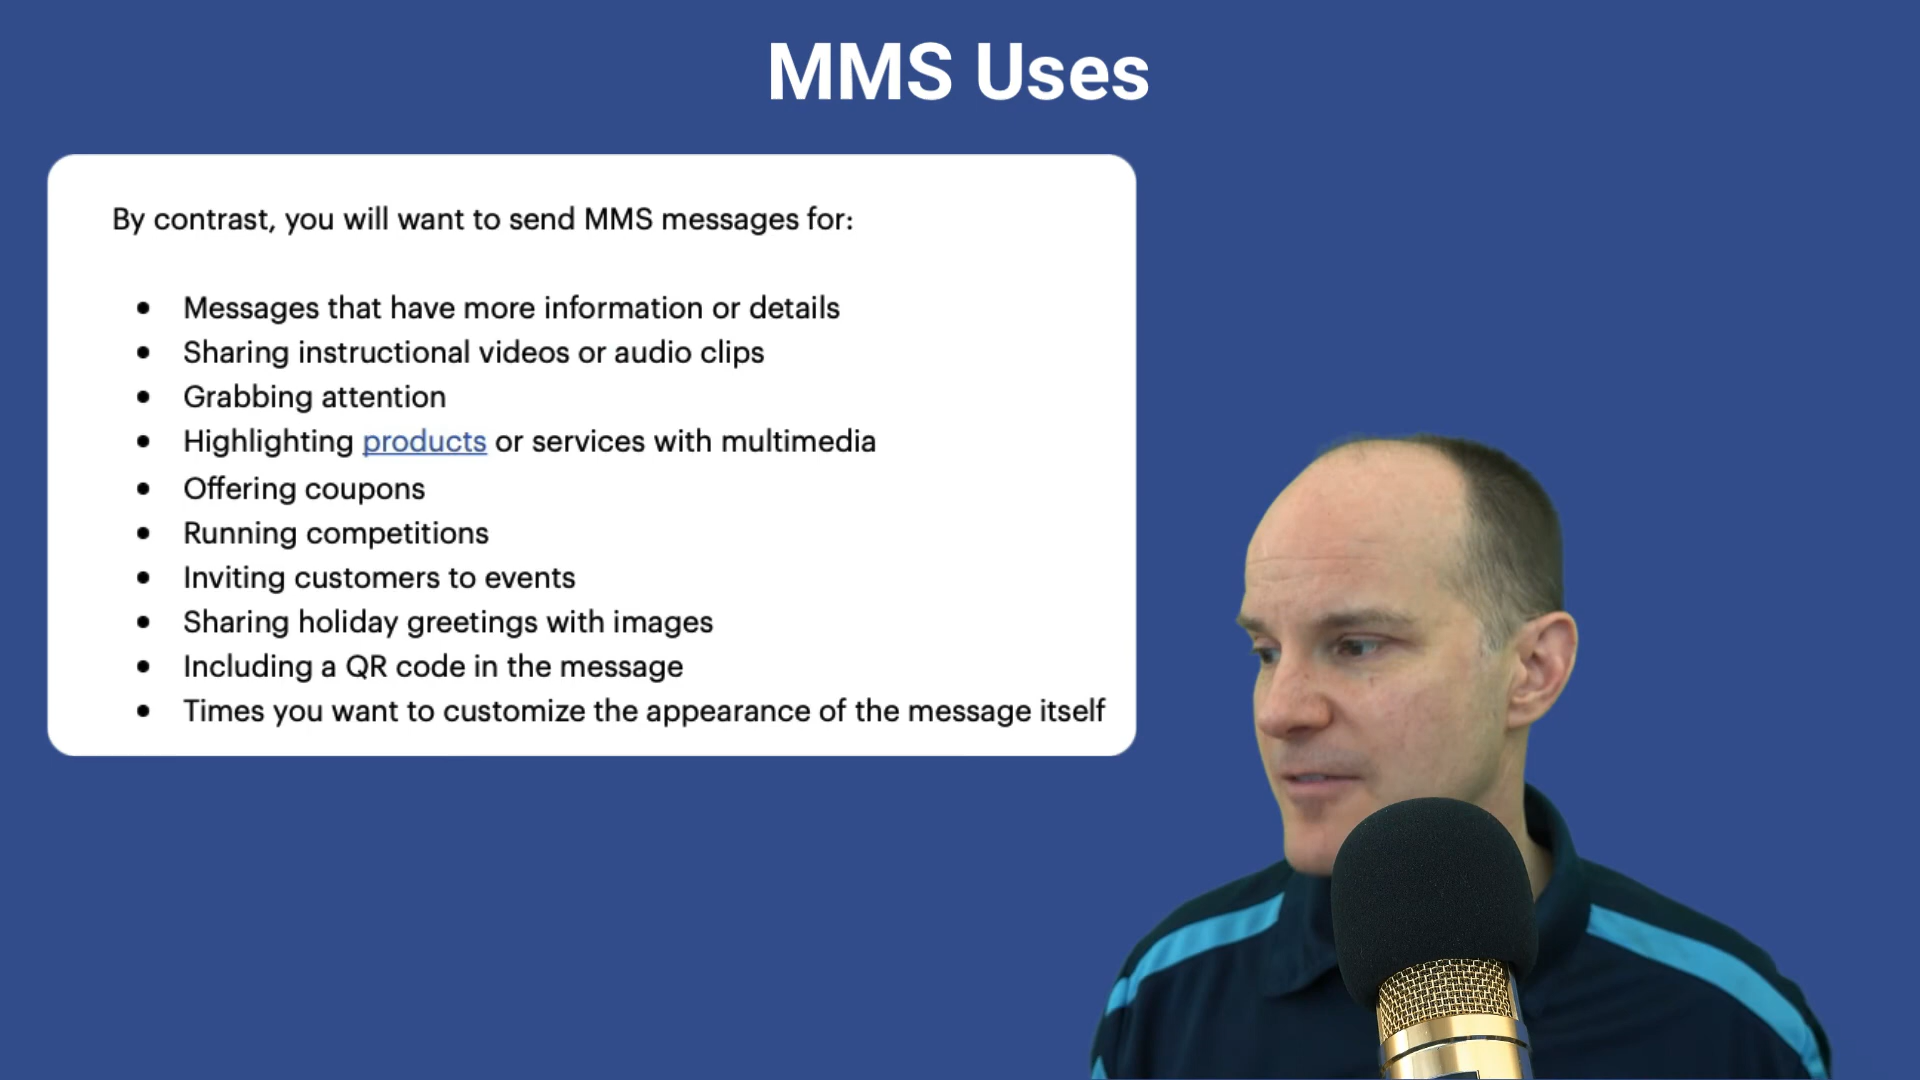 MMS Uses
By contrast, you will want to send MMS messages for:
• Messages that have more information or details
• Sharing instructional videos or audio clips
• Grabbing attention
• Highlighting products or services with multimedia
• Offering coupons
• Running competitions
• Inviting customers to events
• Sharing holiday greetings with images
• Including a QR code in the message
• Times you want to customize the appearance of the message itself